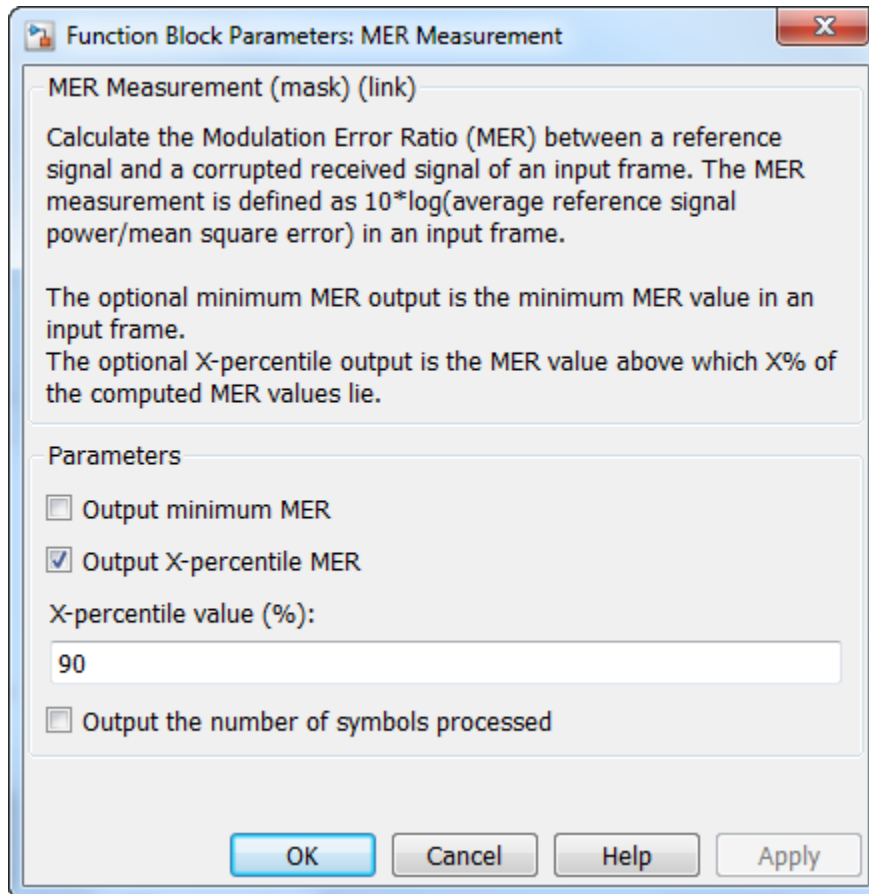 Function Block Parameters: MER Measurement
MER Measurement (mask) (link)
Calculate the Modulation Error Ratio (MER) between a reference
signal and a corrupted received signal of an input frame. The MER
measurement is defined as 10*log(average reference signal
power/mean square error) in an input frame.
The optional minimum MER output is the minimum MER value in an
input frame.
The optional X-percentile output is the MER value above which X% of
the computed MER values lie.
Parameters
Output minimum MER
Output X-percentile MER
X-percentile value (%):
90
Output the number of symbols processed
OK Cancel Help Apply